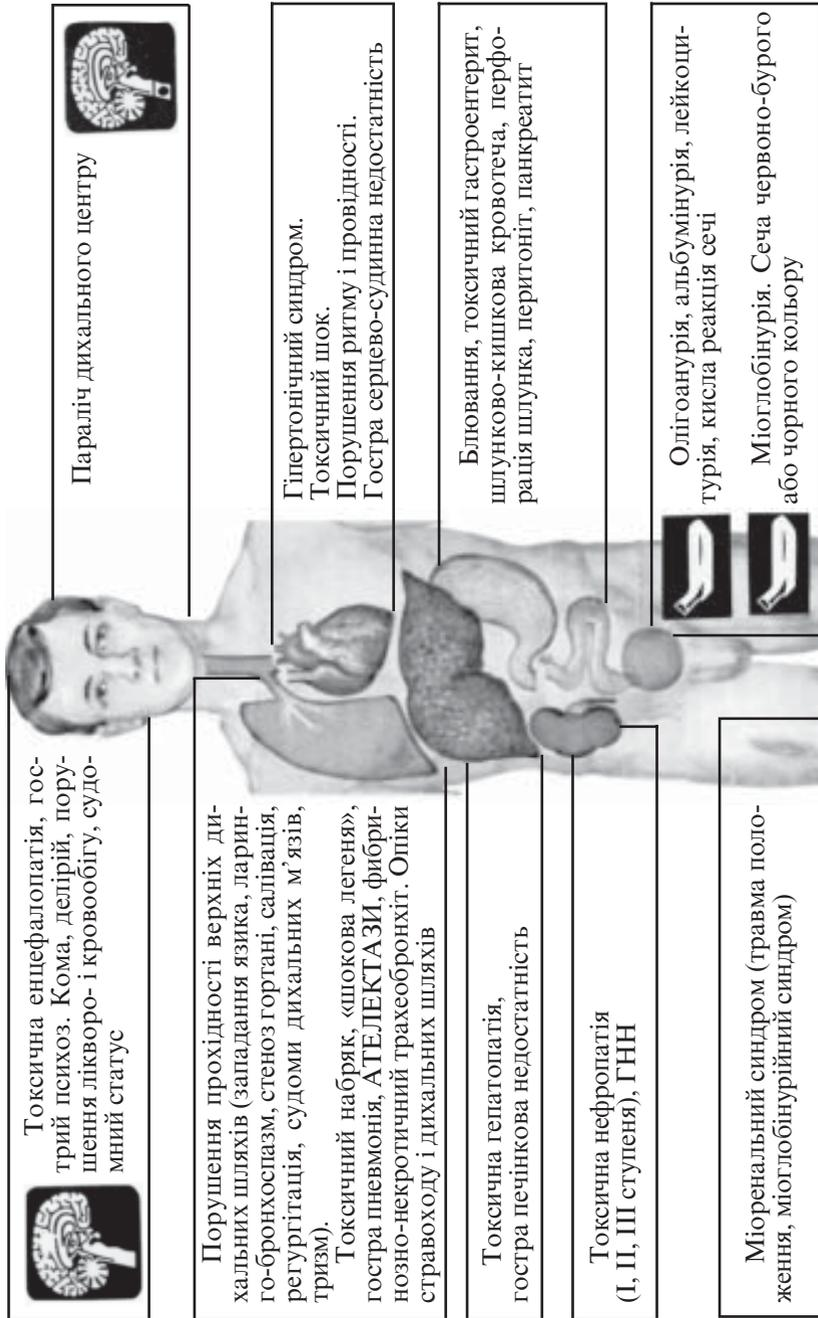 Токсична енцефалопатія, гос-
трий психоз. Кома, делірій, пору-
шення лікворо- і кровообігу, судо-
мний статус
Порушення прохідності верхніх ди-
хальних шляхів (западання язика, ларин-
го-бронхоспазм, стеноз гортані, салівація,
регургітація, судоми дихальних м’язів,
тризм).
Токсичний набряк, «шокова легеня»,
гостра пневмонія, АТЕЛЕКТАЗИ, фибри-
нозно-некротичний трахеобронхіт. Опіки
стравоходу і дихальних шляхів
Токсична гепатопатія,
гостра печінкова недостатність
Токсична нефропатія
(І, ІІ, ІІІ ступеня), ГНН
Міоренальний синдром (травма поло-
ження, міоглобінурійний синдром)
Параліч дихального центру
Гіпертонічний синдром.
Токсичний шок.
Порушення ритму і провідності.
Гостра серцево-судинна недостатність
Блювання, токсичний гастроентерит,
шлунково-кишкова кровотеча, перфо-
рація шлунка, перитоніт, панкреатит
Олігоанурія, альбумінурія, лейкоци-
турія, кисла реакція сечі
Міоглобінурія. Сеча червоно-бурого
або чорного кольору